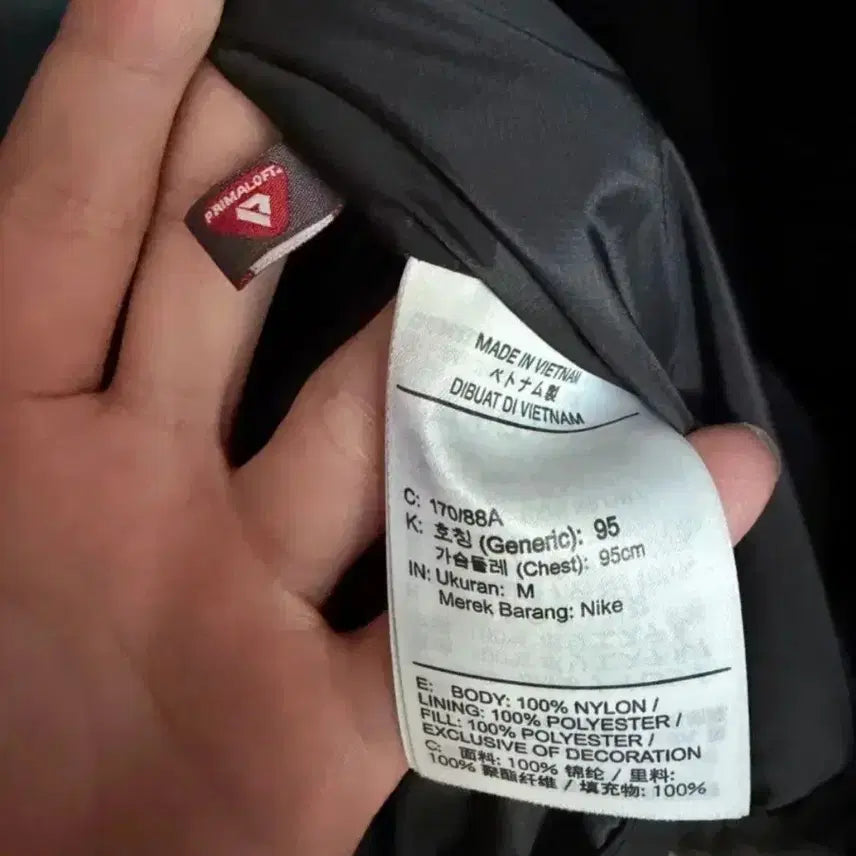 PRIMALOFT
MADE IN VIETNAM
ベトナム製
DIBUAT DI VIETNAM
C: 170/88A
K: 호칭 (Generic): 95
가슴둘레 (Chest): 95cm
IN: Ukuran: M
Merek Barang: Nike
E: BODY: 100% NYLON /
LINING: 100% POLYESTER /
FILL: 100% POLYESTER /
EXCLUSIVE OF DECORATION
C: 面料: 100% 锦纶 / 里料:
100% 聚酯纤维 / 填充物: 100%